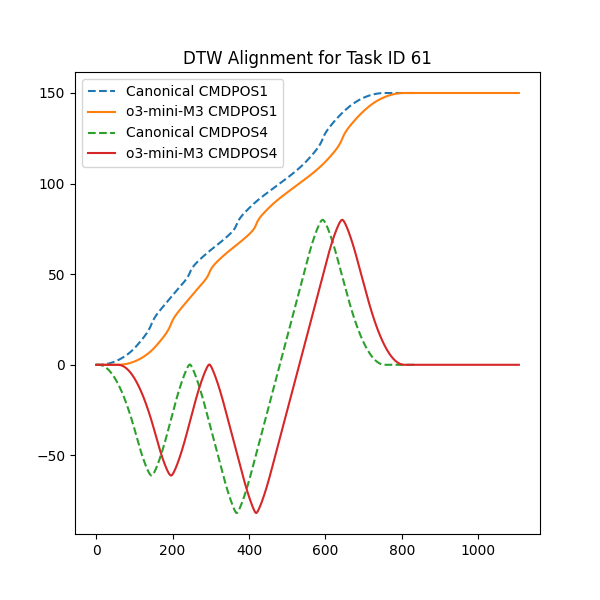 DTW Alignment for Task ID 61
Canonical CMDPOS1
o3-mini-M3 CMDPOS1
Canonical CMDPOS4
o3-mini-M3 CMDPOS4
150
100
50
0
−50
0 200 400 600 800 1000